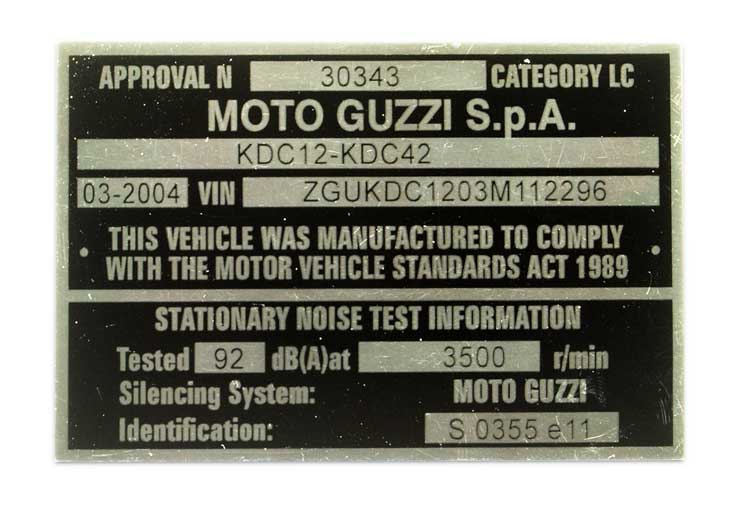 APPROVAL N 30343 CATEGORY LC
MOTO GUZZI S.p.A.
KDC12-KDC42
03-2004 VIN ZGUKDC1203M112296
THIS VEHICLE WAS MANUFACTURED TO COMPLY
WITH THE MOTOR VEHICLE STANDARDS ACT 1989
STATIONARY NOISE TEST INFORMATION
Tested 92 dB(A)at 3500 r/min
Silencing System: MOTO GUZZI
Identification: S 0355 e11